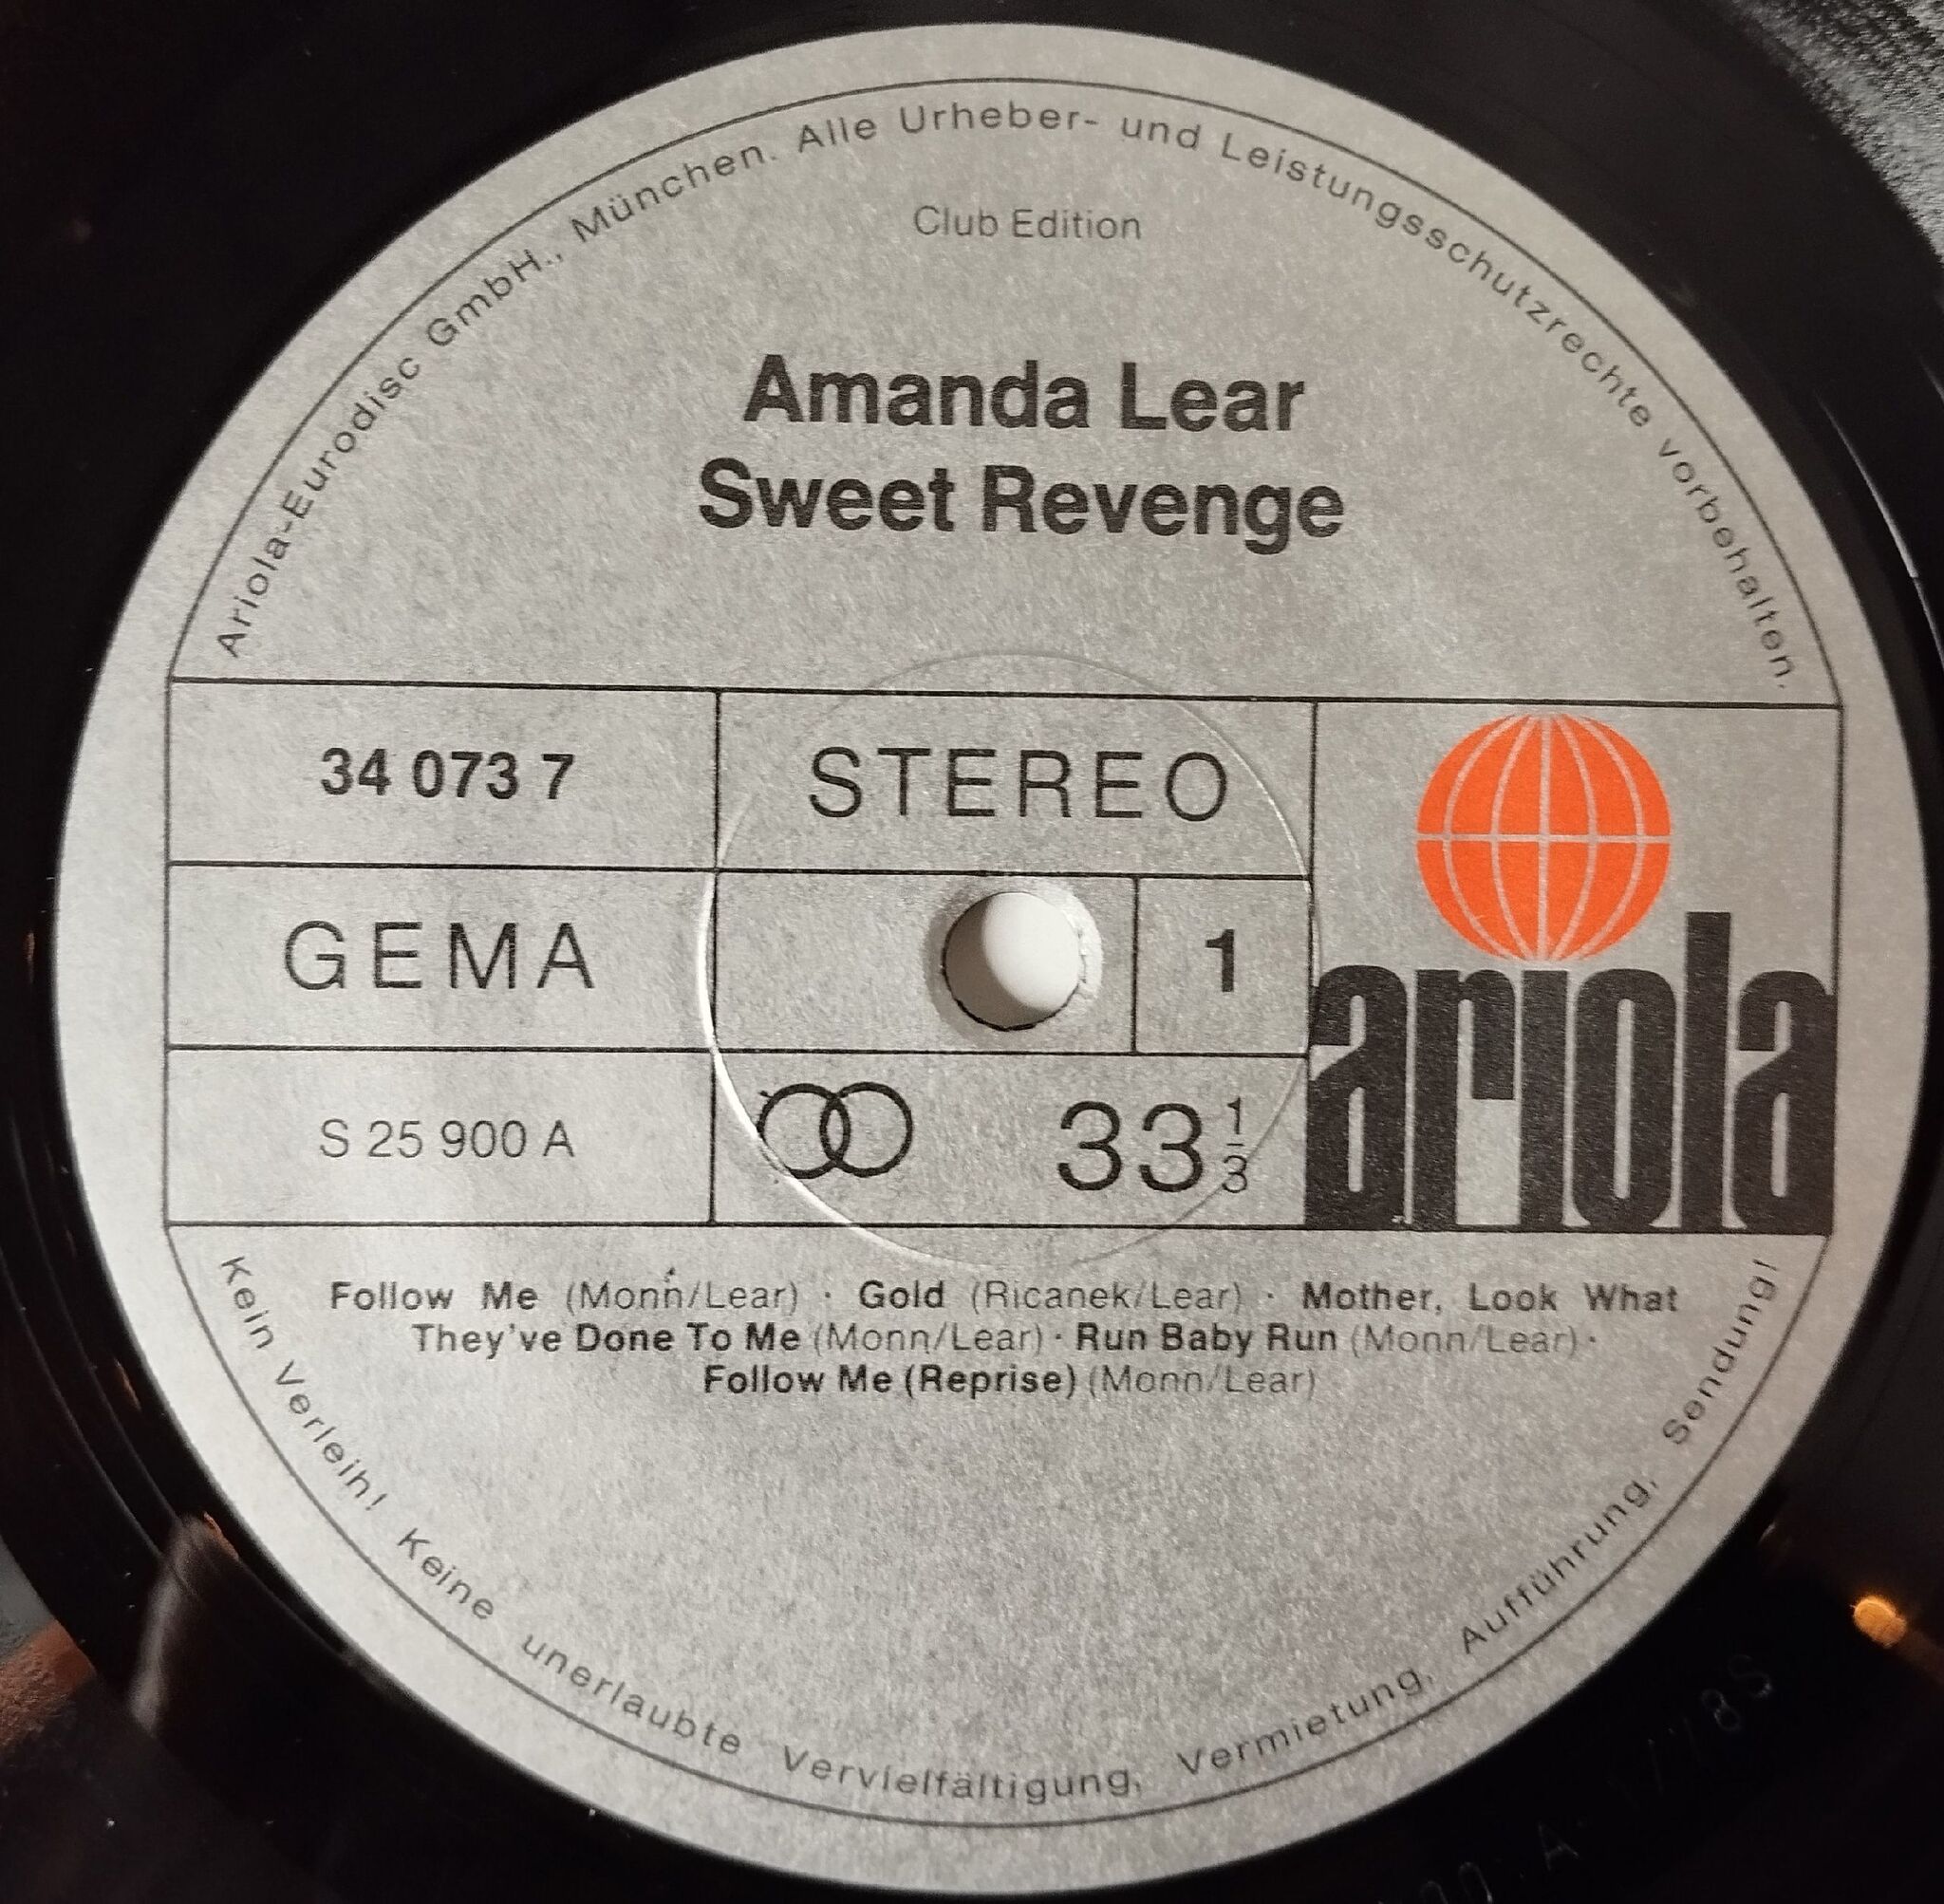 Ariola-Eurodisc GmbH., München. Alle Urheber- und Leistungsschutzrechte vorbehalten.
Club Edition
Amanda Lear
Sweet Revenge
34 073 7
STEREO
GEMA
1
ariola
S 25 900 A
33 1/3
Follow Me (Monn/Lear) · Gold (Ricanek/Lear) · Mother, Look What
They've Done To Me (Monn/Lear) · Run Baby Run (Monn/Lear) ·
Follow Me (Reprise) (Monn/Lear)
Kein Verleih! Keine unerlaubte Vervielfältigung, Vermietung, Aufführung, Sendung!